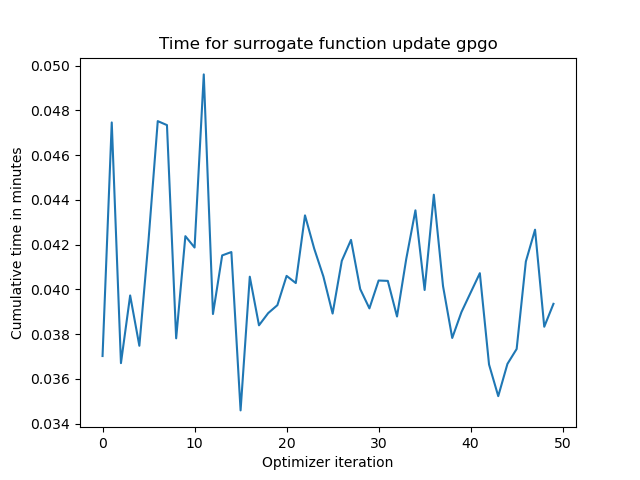 Time for surrogate function update gpgo
0.050
0.048
0.046
0.044
0.042
0.040
0.038
0.036
0.034
Cumulative time in minutes
0 10 20 30 40 50
Optimizer iteration